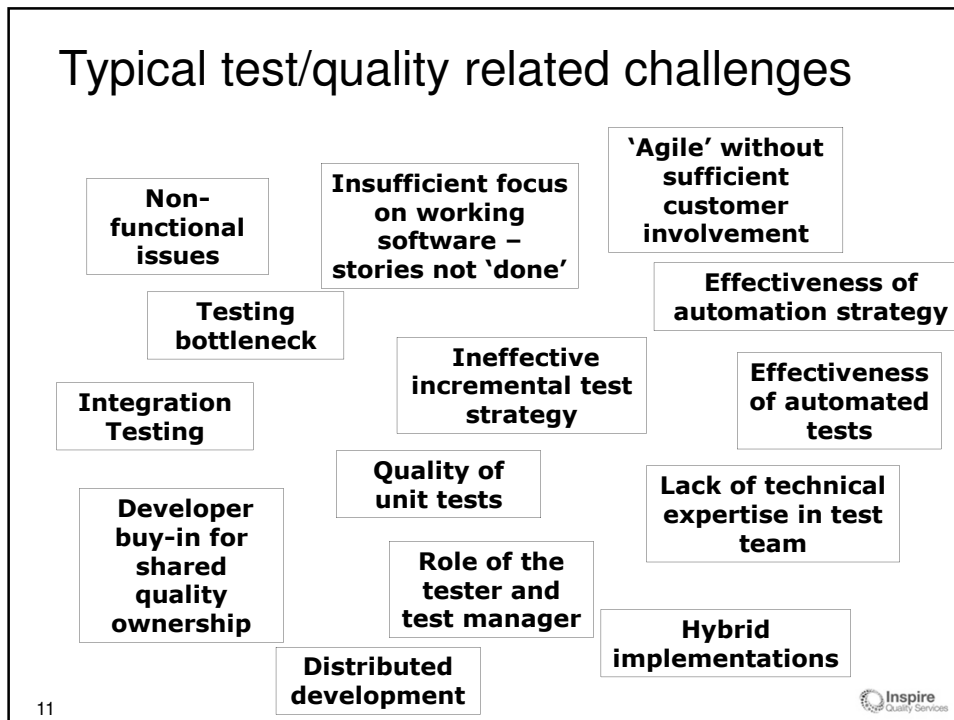 Typical test/quality related challenges
‘Agile’ without
sufficient
customer
involvement
Insufficient focus
on working
software –
stories not ‘done’
Non-
functional
issues
Effectiveness of
automation strategy
Testing
bottleneck
Ineffective
incremental test
strategy
Effectiveness
of automated
tests
Integration
Testing
Quality of
unit tests
Lack of technical
expertise in test
team
Developer
buy-in for
shared
quality
ownership
Role of the
tester and
test manager
Hybrid
implementations
Distributed
development
11
Inspire
Quality Services